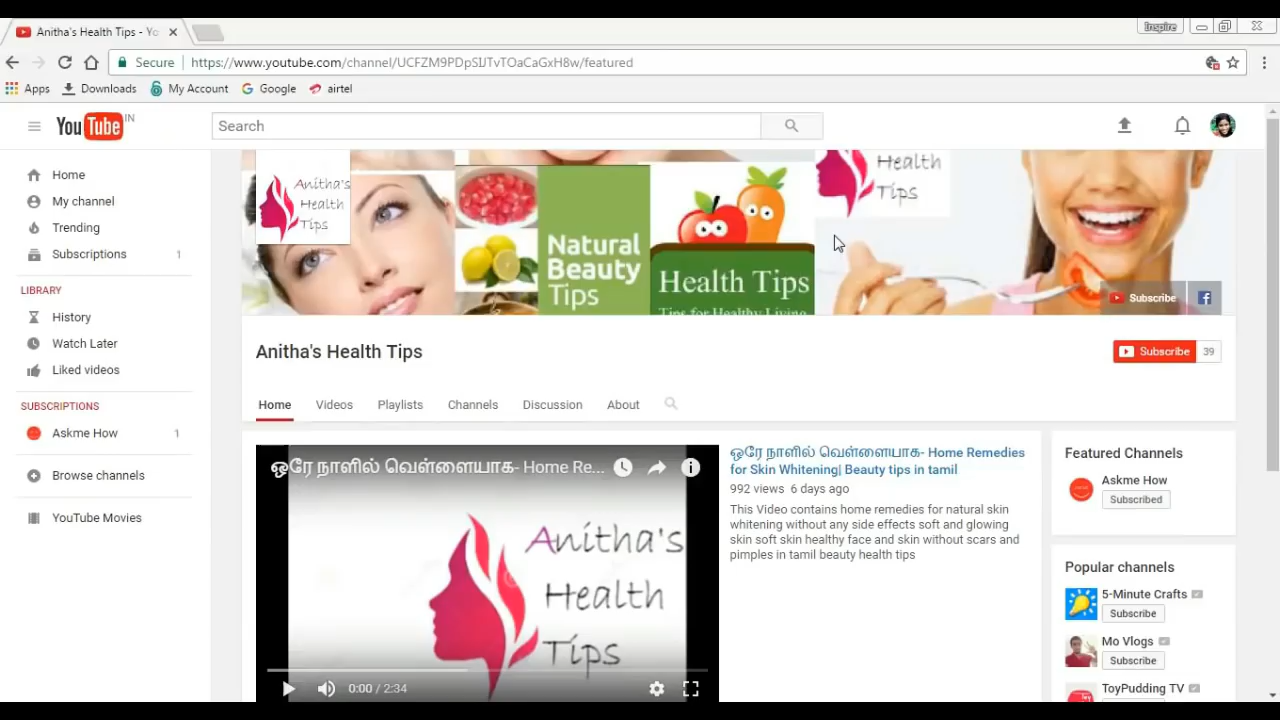 Anitha's Health Tips - Yo
Inspire
Secure
https://www.youtube.com/channel/UCFZM9PDpSIJTvTOaCaGxH8w/featured
Apps
Downloads
My Account
Google
airtel
YouTube IN
Search
Home
My channel
Trending
Subscriptions 1
LIBRARY
History
Watch Later
Liked videos
SUBSCRIPTIONS
Askme How 1
Browse channels
YouTube Movies
Anitha's
Health
Tips
Natural
Beauty
Tips
Health Tips
Tips for Healthy Living
Health
Tips
Subscribe
Anitha's Health Tips
Subscribe 39
Home
Videos
Playlists
Channels
Discussion
About
ஒரே நாளில் வெள்ளையாக- Home Re...
Anitha's
Health
Tips
0:00 / 2:34
ஒரே நாளில் வெள்ளையாக- Home Remedies
for Skin Whitening| Beauty tips in tamil
992 views 6 days ago
This Video contains home remedies for natural skin
whitening without any side effects soft and glowing
skin soft skin healthy face and skin without scars and
pimples in tamil beauty health tips
Featured Channels
Askme How
Subscribed
Popular channels
5-Minute Crafts
Subscribe
Mo Vlogs
Subscribe
ToyPudding TV